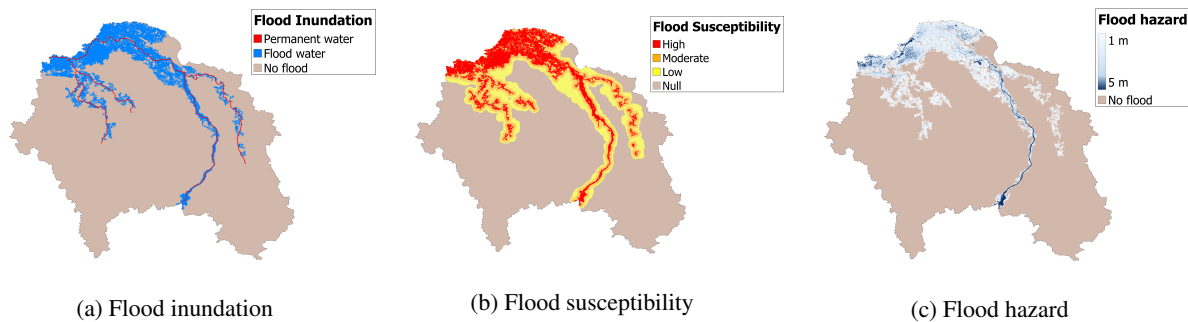 Flood Inundation
Permanent water
Flood water
No flood
(a) Flood inundation
Flood Susceptibility
High
Moderate
Low
Null
(b) Flood susceptibility
Flood hazard
1 m
5 m
No flood
(c) Flood hazard